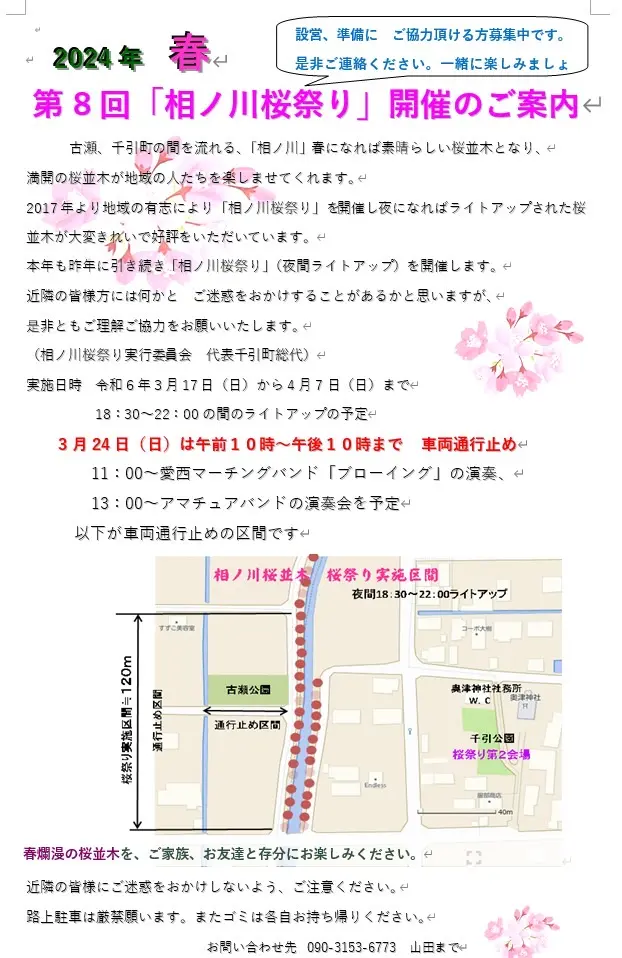 設営、準備に　ご協力頂ける方募集中です。
是非ご連絡ください。一緒に楽しみましょ
2024年　春
第８回「相ノ川桜祭り」開催のご案内
古瀬、千引町の間を流れる、「相ノ川」春になれば素晴らしい桜並木となり、
満開の桜並木が地域の人たちを楽しませてくれます。
2017年より地域の有志により「相ノ川桜祭り」を開催し夜になればライトアップされた桜
並木が大変きれいで好評をいただいています。
本年も昨年に引き続き「相ノ川桜祭り」（夜間ライトアップ）を開催します。
近隣の皆様方には何かと　ご迷惑をおかけすることがあるかと思いますが、
是非ともご理解ご協力をお願いいたします。
（相ノ川桜祭り実行委員会　代表千引町総代）
実施日時　令和６年３月17日（日）から４月７日（日）まで
18：30～22：00の間のライトアップの予定
３月24日（日）は午前１０時～午後１０時まで　車両通行止め
11：00～愛西マーチングバンド「ブローイング」の演奏、
13：00～アマチュアバンドの演奏会を予定
以下が車両通行止めの区間です
相ノ川桜並木　桜祭り実施区間
夜間18:30～22:00ライトアップ
すずこ美容室
コーポ大樹
桜祭り実施区間≒120m
通行止め区間
古瀬公園
通行止め区間
奥津神社社務所
W．C
奥津神社
千引公園
桜祭り第2会場
Endless
服部商店
40m
春爛漫の桜並木を、ご家族、お友達と存分にお楽しみください。
近隣の皆様にご迷惑をおかけしないよう、ご注意ください。
路上駐車は厳禁願います。またゴミは各自お持ち帰りください。
お問い合わせ先　090-3153-6773　山田まで